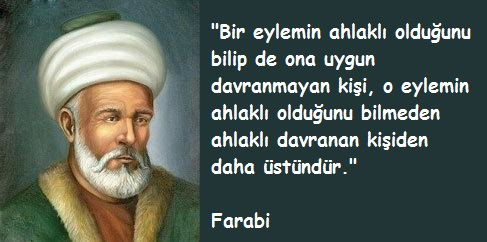 "Bir eylemin ahlaklı olduğunu
bilip de ona uygun
davranmayan kişi, o eylemin
ahlaklı olduğunu bilmeden
ahlaklı davranan kişiden
daha üstündür."
Farabi